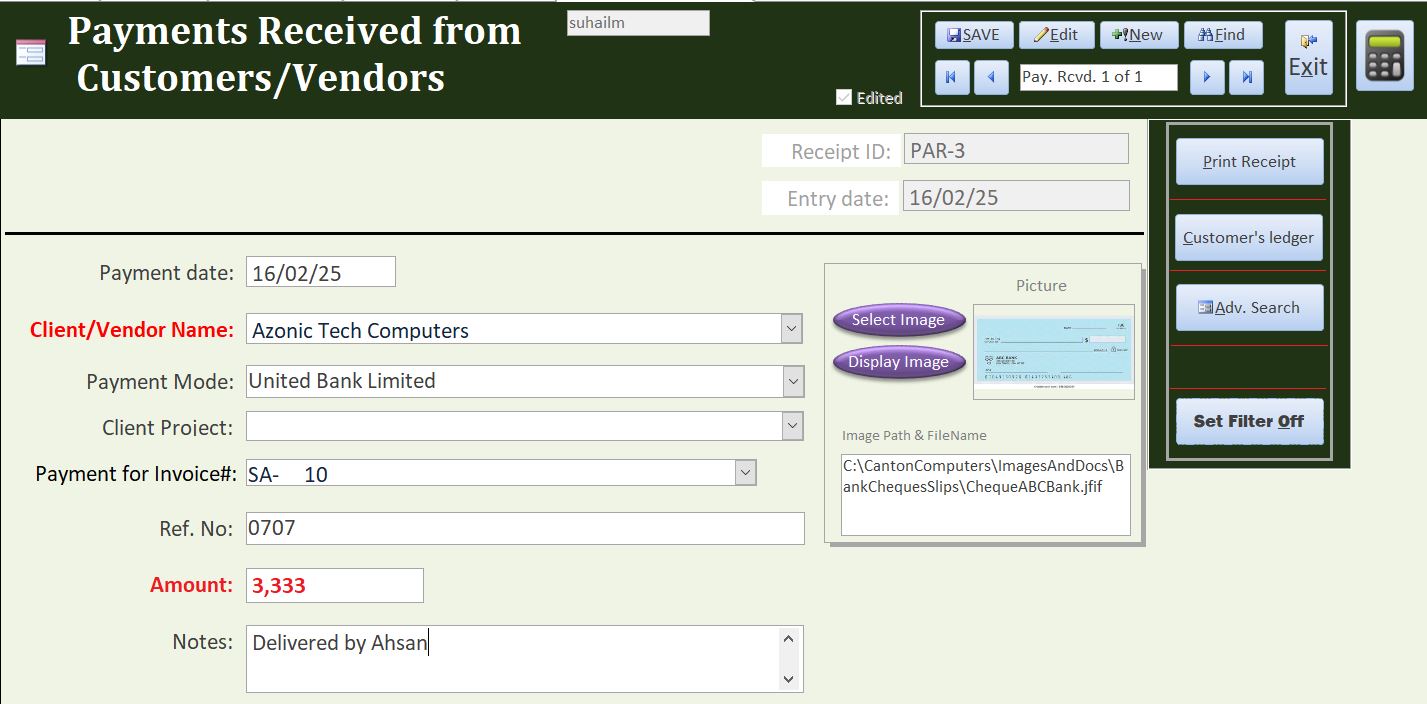 Payments Received from
Customers/Vendors
suhailm
Edited
SAVE
Edit
New
Find
Pay. Rcvd. 1 of 1
Exit
Receipt ID: PAR-3
Entry date: 16/02/25
Payment date: 16/02/25
Client/Vendor Name: Azonic Tech Computers
Payment Mode: United Bank Limited
Client Project:
Payment for Invoice#: SA- 10
Ref. No: 0707
Amount: 3,333
Notes: Delivered by Ahsan
Picture
Select Image
Display Image
ABC BANK
Image Path & FileName
C:\CantonComputers\ImagesAndDocs\B
ankChequesSlips\ChequeABCBank.jfif
Print Receipt
Customer's ledger
Adv. Search
Set Filter Off